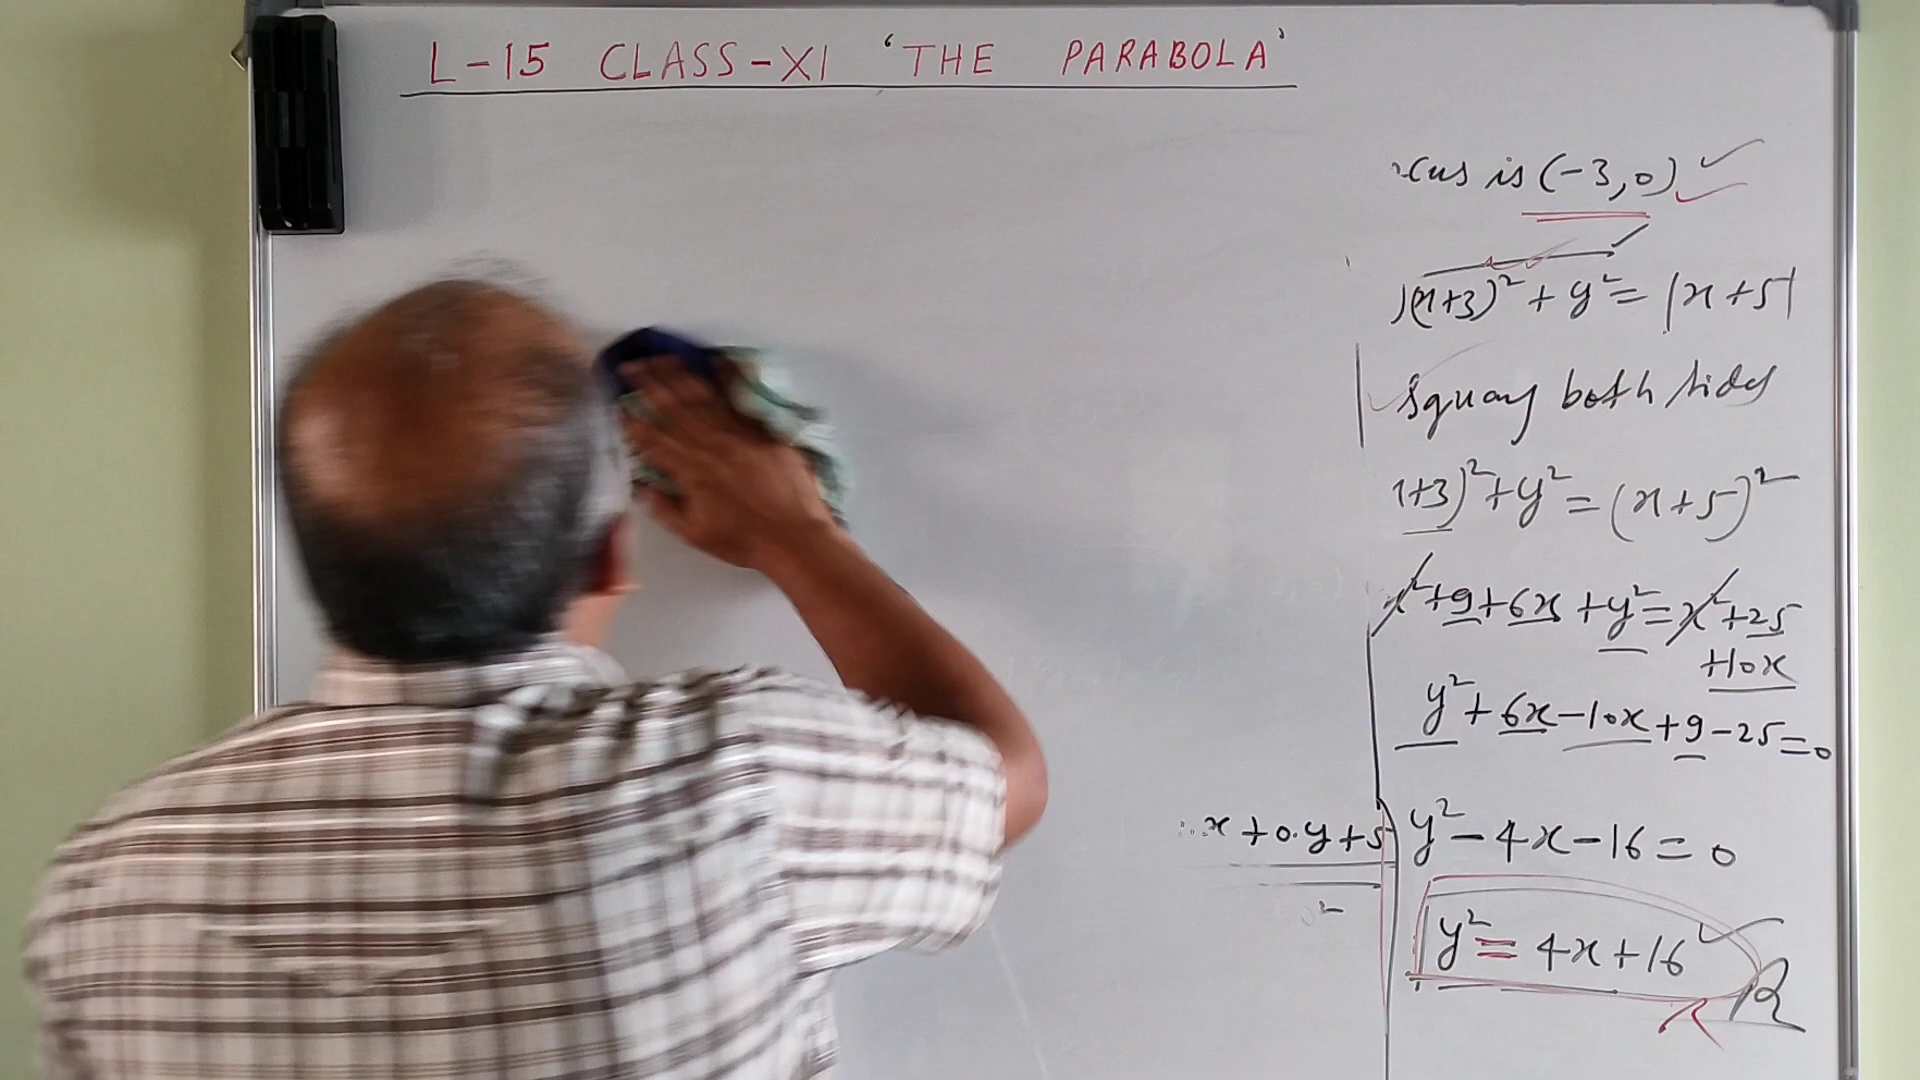 L-15 CLASS-XI 'THE PARABOLA'
cus is (-3,0)
(x+3)² + y² = |x+5|
Squary both sides
x+3)² + y² = (x+5)²
x²+9+6x+y²=x²+25
+10x
y²+6x-10x+9-25=0
x+0.y+5
y²-4x-16=0
y² = 4x+16